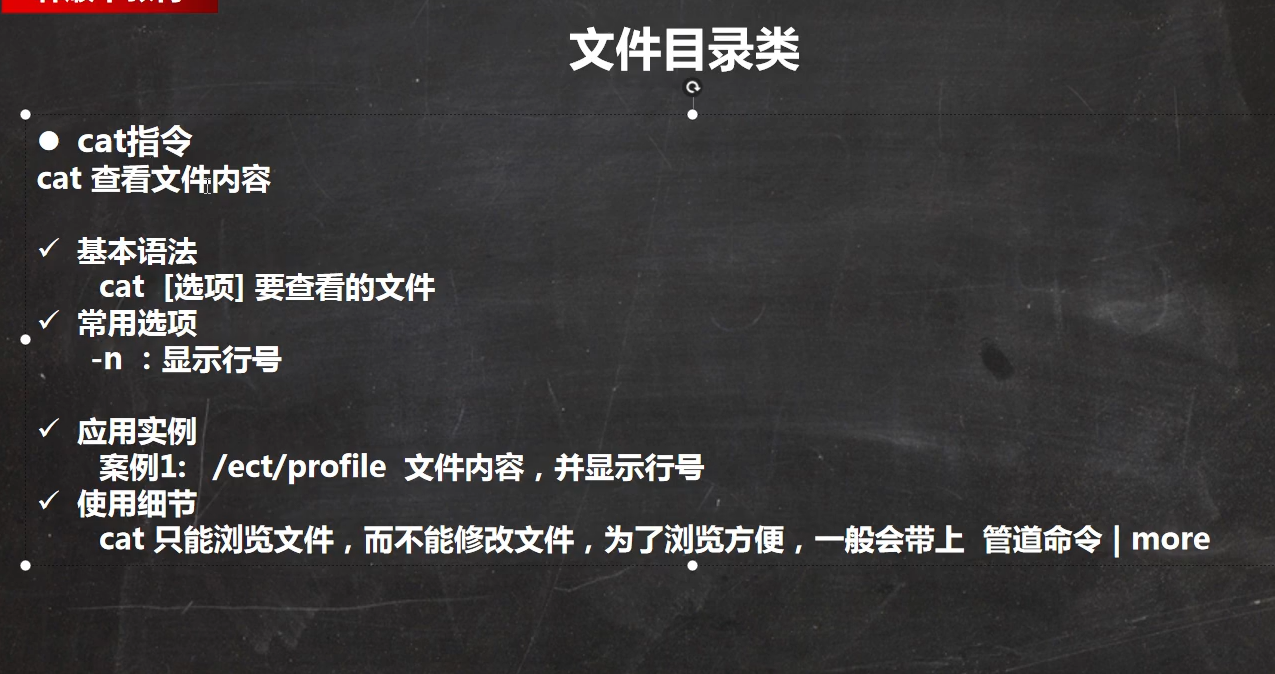 文件目录类
● cat指令
cat 查看文件内容
✓ 基本语法
cat [选项] 要查看的文件
✓ 常用选项
-n ：显示行号
✓ 应用实例
案例1: /ect/profile 文件内容，并显示行号
✓ 使用细节
cat 只能浏览文件，而不能修改文件，为了浏览方便，一般会带上 管道命令 | more